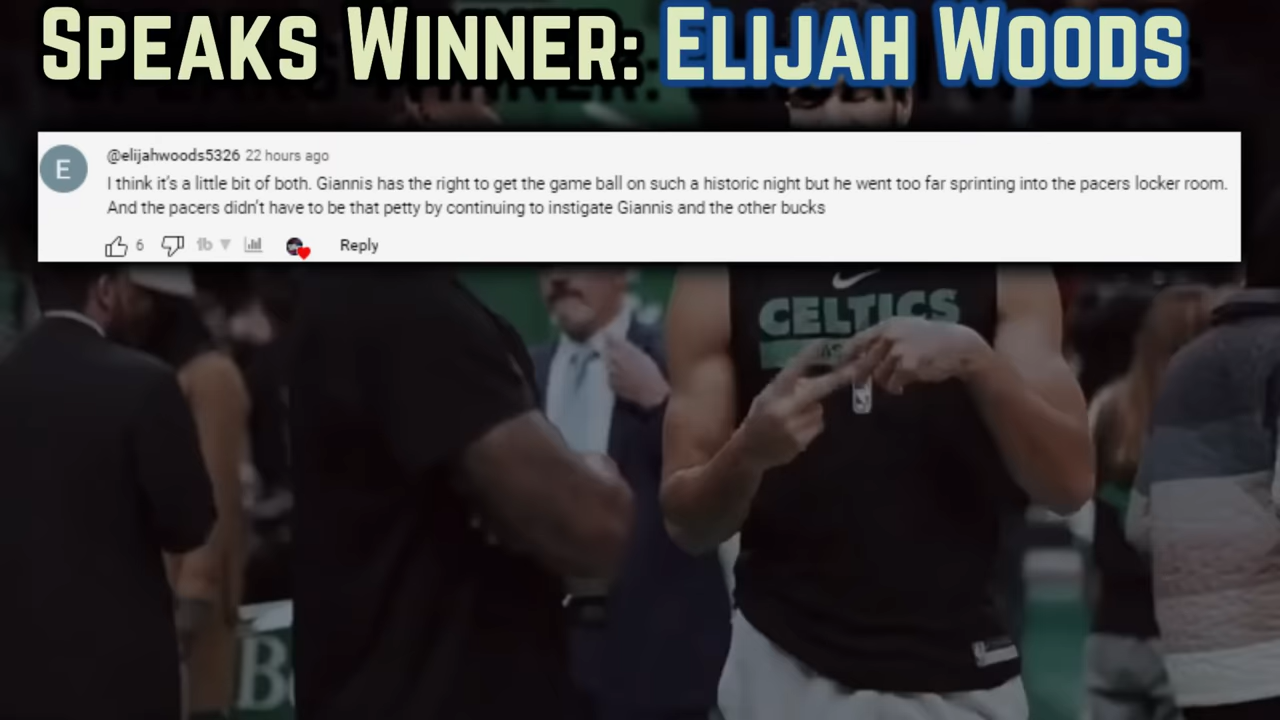 SPEAKS WINNER: ELIJAH WOODS
E
@elijahwoods5326 22 hours ago
I think it's a little bit of both. Giannis has the right to get the game ball on such a historic night but he went too far sprinting into the pacers locker room.
And the pacers didn't have to be that petty by continuing to instigate Giannis and the other bucks
6
Reply
CELTICS